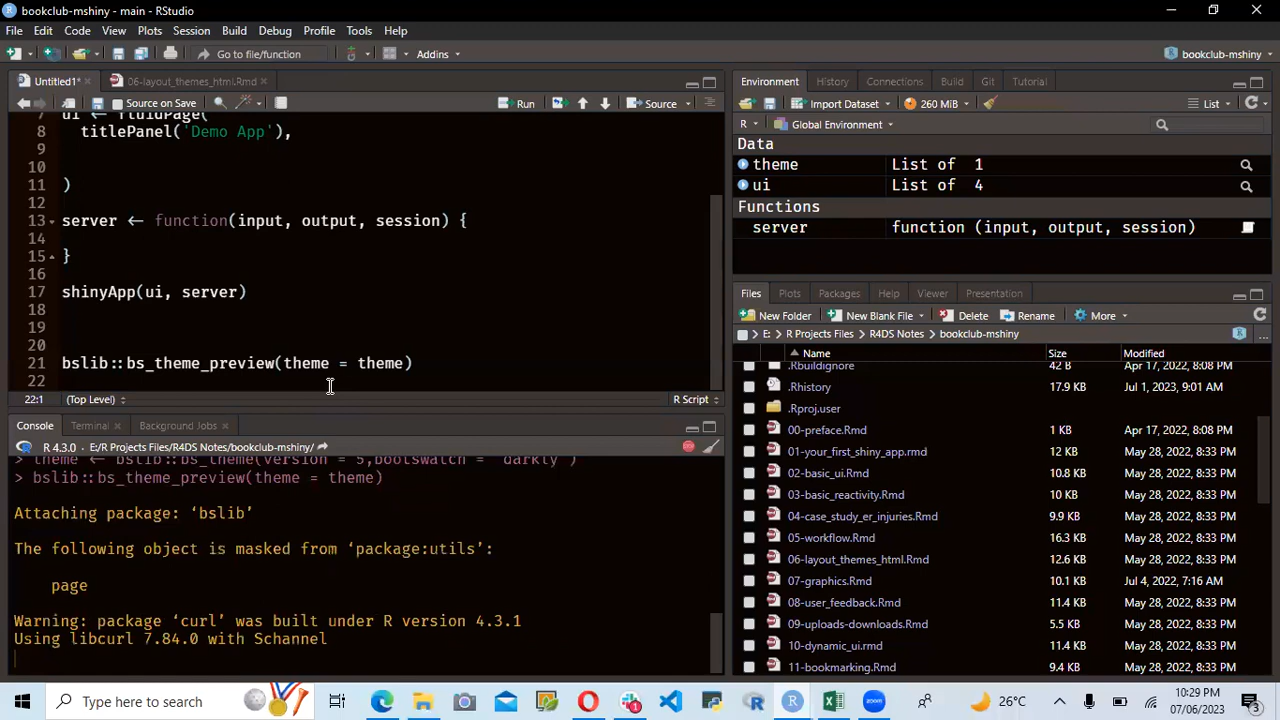 bookclub-mshiny - main - RStudio
File Edit Code View Plots Session Build Debug Profile Tools Help
Go to file/function Addins bookclub-mshiny
Untitled1* 06-layout_themes_html.Rmd
Source on Save Run Source
7 ui ← fluidPage(
8 titlePanel('Demo App'),
9
10
11 )
12
13 server ← function(input, output, session) {
14
15 }
16
17 shinyApp(ui, server)
18
19
20
21 bslib::bs_theme_preview(theme = theme)
22
22:1 (Top Level) R Script
Console Terminal Background Jobs
R 4.3.0 · E:/R Projects Files/R4DS Notes/bookclub-mshiny/
> theme ← bslib::bs_theme(version = 5,bootswatch = 'darkly')
> bslib::bs_theme_preview(theme = theme)
Attaching package: ‘bslib’
The following object is masked from ‘package:utils’:
page
Warning: package ‘curl’ was built under R version 4.3.1
Using libcurl 7.84.0 with Schannel
Environment History Connections Build Git Tutorial
Import Dataset 260 MiB List
R Global Environment
Data
theme List of 1
ui List of 4
Functions
server function (input, output, session)
Files Plots Packages Help Viewer Presentation
New Folder New Blank File Delete Rename More
E: R Projects Files R4DS Notes bookclub-mshiny ...
Name Size Modified
.Rbuildignore 42 B Apr 17, 2022, 8:08 PM
.Rhistory 17.9 KB Jul 1, 2023, 9:01 AM
.Rproj.user
00-preface.Rmd 1 KB Apr 17, 2022, 8:08 PM
01-your_first_shiny_app.rmd 12 KB May 28, 2022, 8:33 PM
02-basic_ui.Rmd 10.8 KB May 28, 2022, 8:33 PM
03-basic_reactivity.Rmd 10 KB May 28, 2022, 8:33 PM
04-case_study_er_injuries.Rmd 9.9 KB May 28, 2022, 8:33 PM
05-workflow.Rmd 16.3 KB May 28, 2022, 8:33 PM
06-layout_themes_html.Rmd 12.6 KB May 28, 2022, 8:33 PM
07-graphics.Rmd 10.1 KB Jul 4, 2022, 7:16 AM
08-user_feedback.Rmd 11.4 KB May 28, 2022, 8:33 PM
09-uploads-downloads.Rmd 5.5 KB May 28, 2022, 8:33 PM
10-dynamic_ui.rmd 11.4 KB May 28, 2022, 8:33 PM
11-bookmarking.Rmd 9.4 KB May 28, 2022, 8:33 PM
Type here to search
1
26°C
10:29 PM
07/06/2023
3